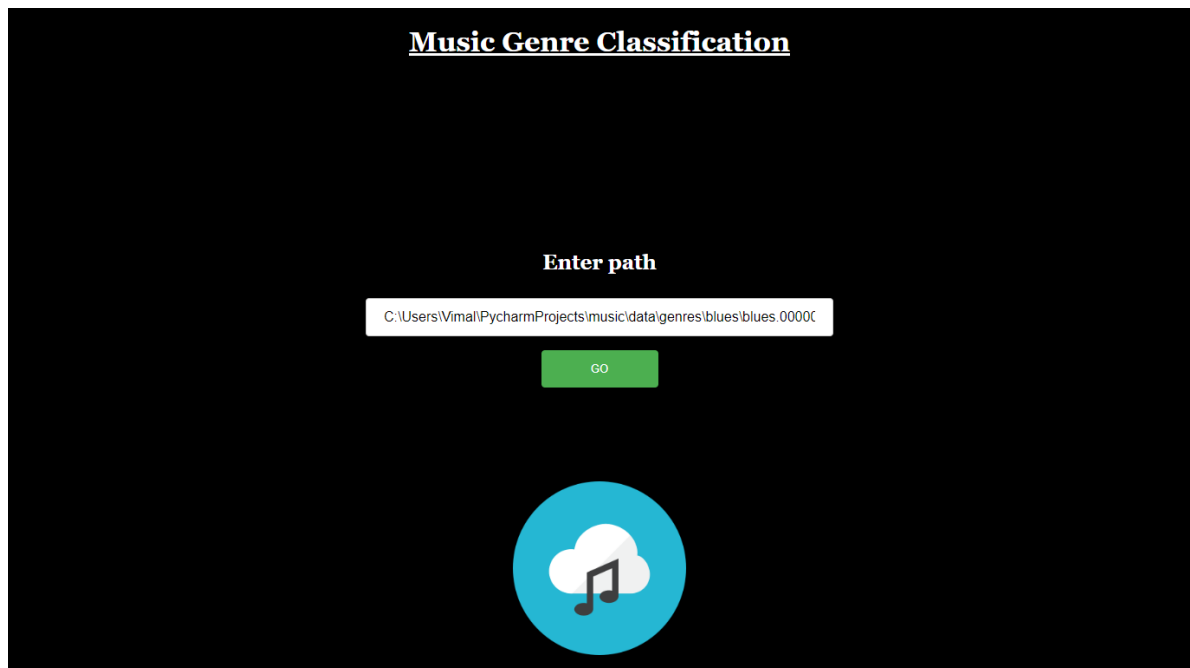 Music Genre Classification
Enter path
C:\Users\Vimal\PycharmProjects\music\data\genres\blues\blues.0000
GO